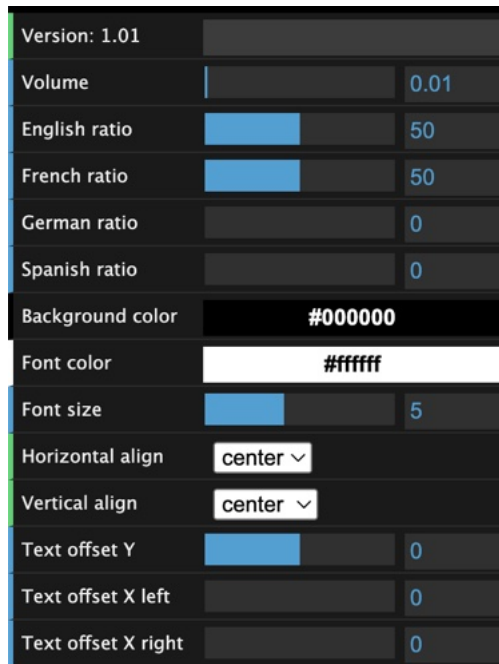 Version: 1.01
Volume 0.01
English ratio 50
French ratio 50
German ratio 0
Spanish ratio 0
Background color #000000
Font color #ffffff
Font size 5
Horizontal align center
Vertical align center
Text offset Y 0
Text offset X left 0
Text offset X right 0